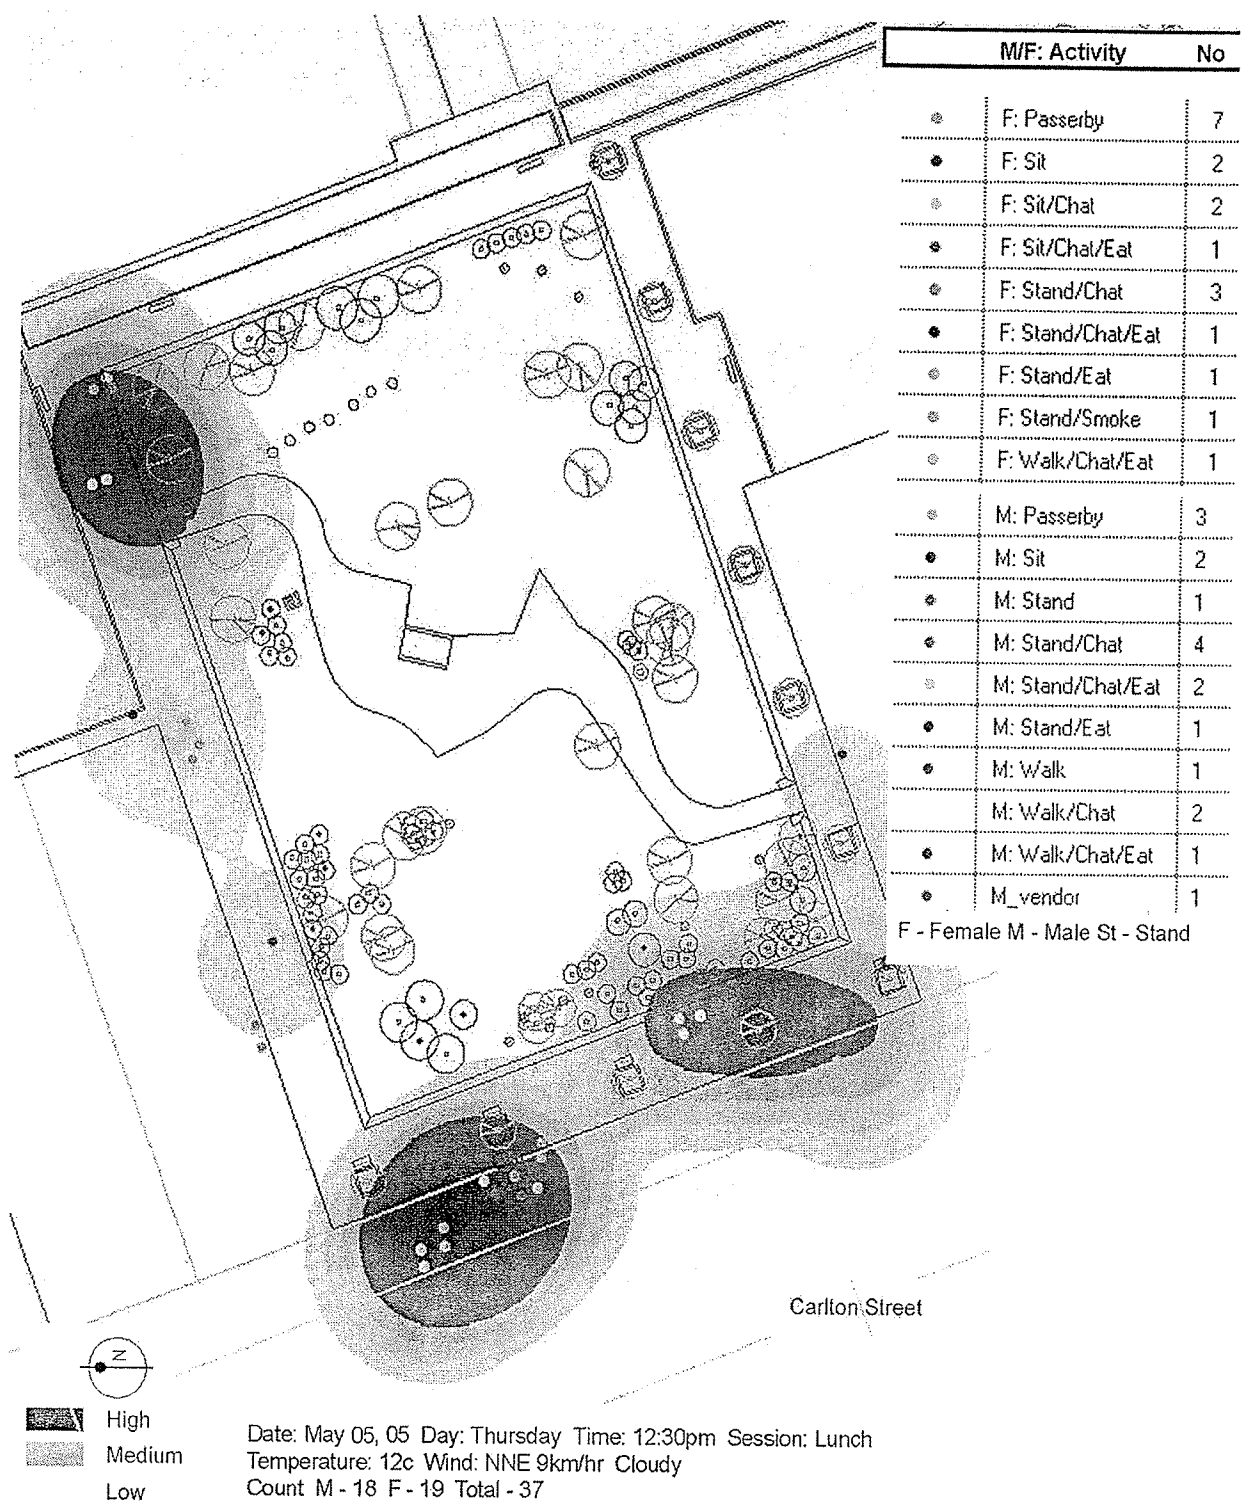 M/F: Activity No
F: Passerby 7
F: Sit 2
F: Sit/Chat 2
F: Sit/Chat/Eat 1
F: Stand/Chat 3
F: Stand/Chat/Eat 1
F: Stand/Eat 1
F: Stand/Smoke 1
F: Walk/Chat/Eat 1
M: Passerby 3
M: Sit 2
M: Stand 1
M: Stand/Chat 4
M: Stand/Chat/Eat 2
M: Stand/Eat 1
M: Walk 1
M: Walk/Chat 2
M: Walk/Chat/Eat 1
M_vendor 1
F - Female M - Male St - Stand
Carlton Street
N
High
Medium
Low
Date: May 05, 05 Day: Thursday Time: 12:30pm Session: Lunch
Temperature: 12c Wind: NNE 9km/hr Cloudy
Count M - 18 F - 19 Total - 37